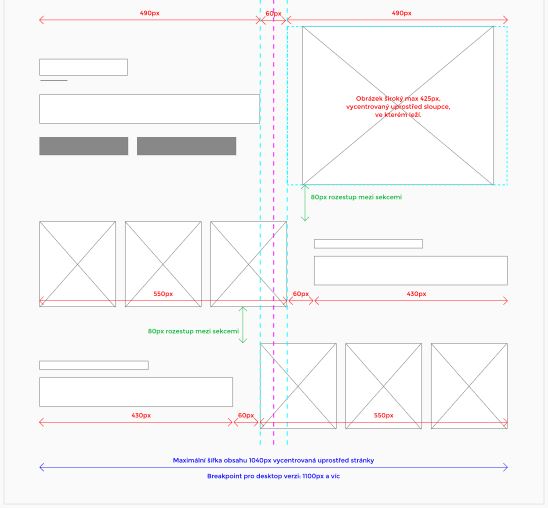 490px
60px
490px
Obrázek široký max 425px,
vycentrovaný uprostřed sloupce,
ve kterém leží.
80px rozestup mezi sekcemi
550px
60px
430px
80px rozestup mezi sekcemi
430px
60px
550px
Maximální šířka obsahu 1040px vycentrovaná uprostřed stránky
Breakpoint pro desktop verzi: 1100px a víc